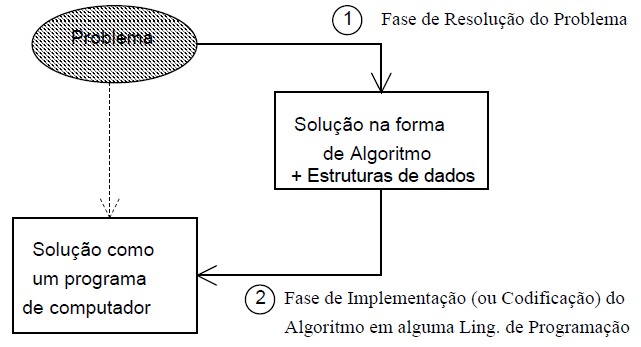 Problema
1 Fase de Resolução do Problema
Solução na forma
de Algoritmo
+ Estruturas de dados
Solução como
um programa
de computador
2 Fase de Implementação (ou Codificação) do
Algoritmo em alguma Ling. de Programação